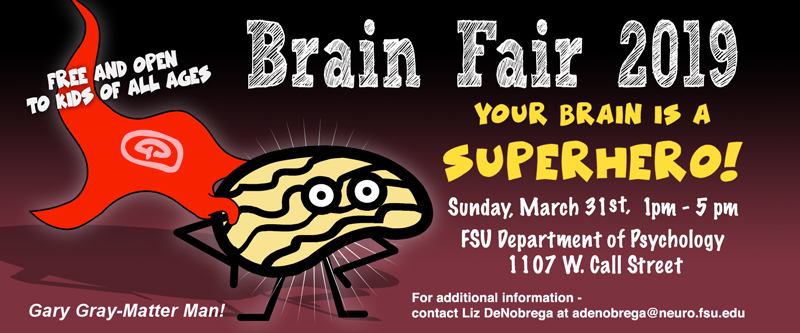 FREE AND OPEN
TO KIDS OF ALL AGES
Brain Fair 2019
YOUR BRAIN IS A
SUPERHERO!
Sunday, March 31st, 1pm - 5 pm
FSU Department of Psychology
1107 W. Call Street
For additional information -
contact Liz DeNobrega at adenobrega@neuro.fsu.edu
Gary Gray-Matter Man!